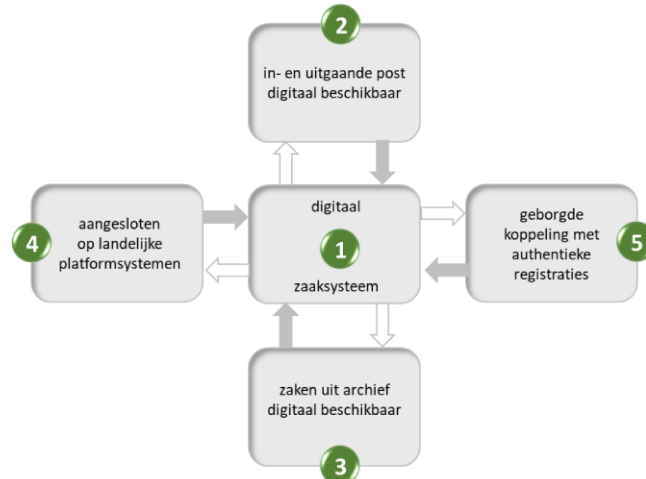 2
in- en uitgaande post
digitaal beschikbaar
4
aangesloten
op landelijke
platformsystemen
digitaal
1
zaaksysteem
geborgde
koppeling met
authentieke
registraties
5
zaken uit archief
digitaal beschikbaar
3